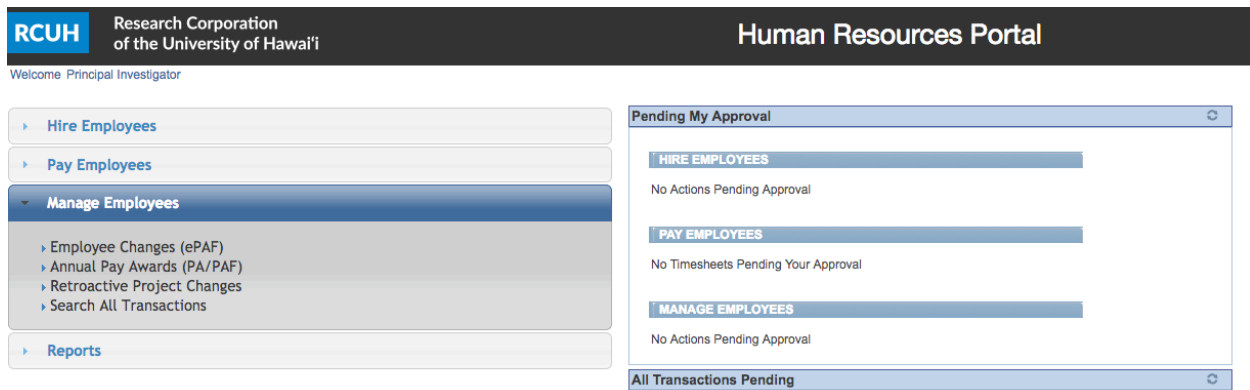 RCUH
Research Corporation
of the University of Hawaiʻi
Human Resources Portal
Welcome Principal Investigator
Hire Employees
Pay Employees
Manage Employees
Employee Changes (ePAF)
Annual Pay Awards (PA/PAF)
Retroactive Project Changes
Search All Transactions
Reports
Pending My Approval
HIRE EMPLOYEES
No Actions Pending Approval
PAY EMPLOYEES
No Timesheets Pending Your Approval
MANAGE EMPLOYEES
No Actions Pending Approval
All Transactions Pending